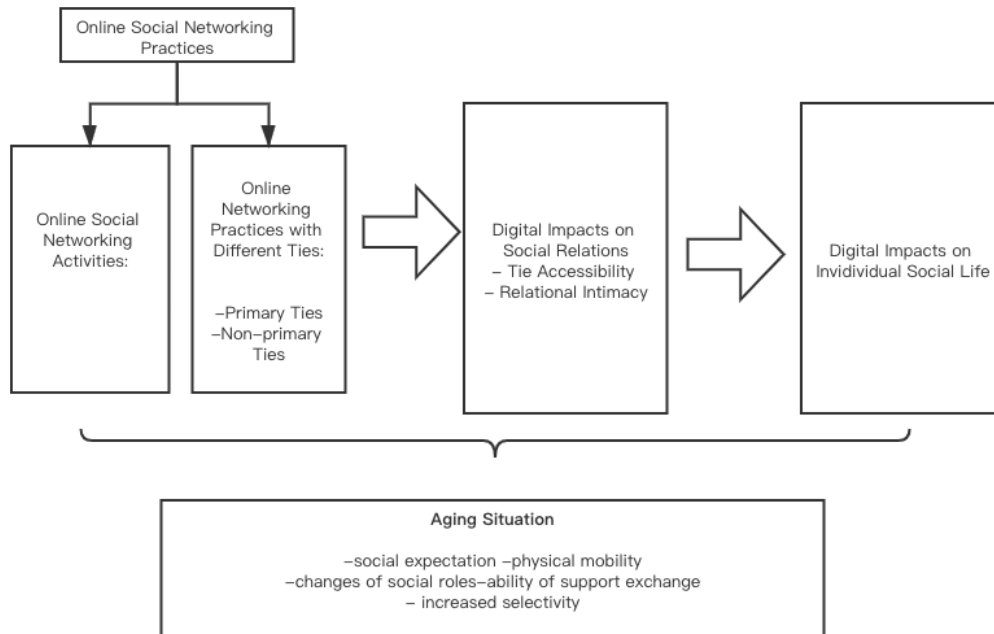 Online Social Networking
Practices
Online Social
Networking
Activities:
Online
Networking
Practices with
Different Ties:
–Primary Ties
–Non–primary
Ties
Digital Impacts on
Social Relations
– Tie Accessibility
– Relational Intimacy
Digital Impacts on
Invidividual Social Life
Aging Situation
–social expectation –physical mobility
–changes of social roles–ability of support exchange
– increased selectivity